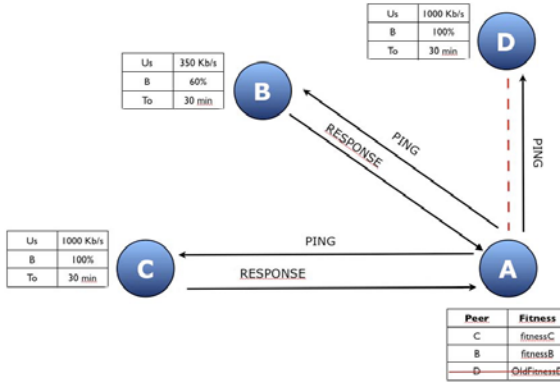 Us 1000 Kb/s
B 100%
To 30 min
D
Us 350 Kb/s
B 60%
To 30 min
B
PING
RESPONSE
PING
Us 1000 Kb/s
B 100%
To 30 min
C
PING
RESPONSE
A
Peer Fitness
C fitnessC
B fitnessB
D OldFitness